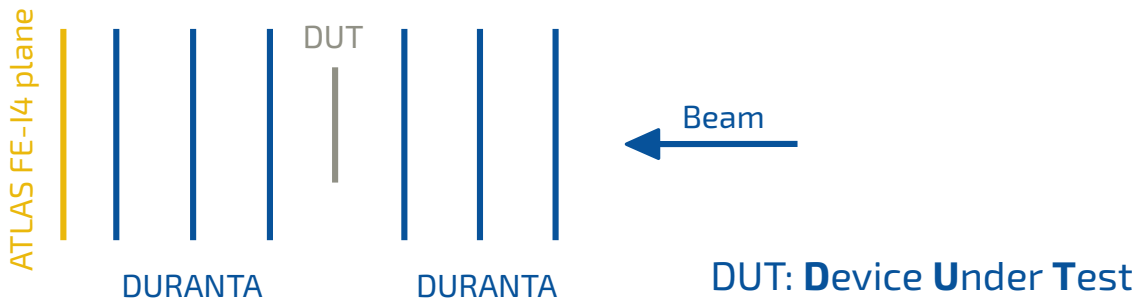 ATLAS FE-I4 plane
DUT
Beam
DURANTA
DURANTA
DUT: Device Under Test